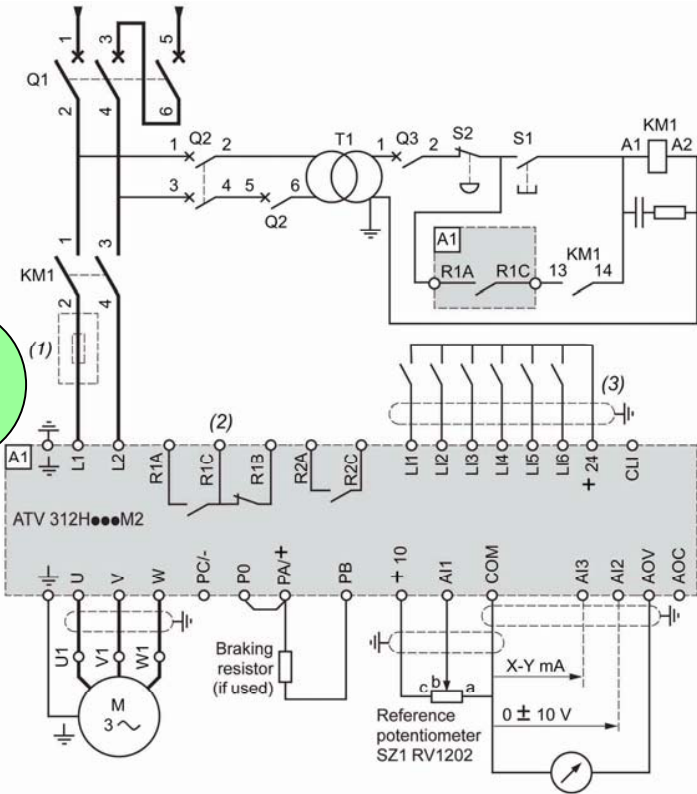 1 3 5
Q1
2 4 6
1 Q2 2 T1 1 Q3 2 S2 S1 KM1
A1 A2
3 4 5 6
Q2
A1
R1A R1C 13 KM1 14
1 3
KM1
2 4
(1)
(2)
(3)
A1
L1 L2 R1A R1C R1B R2A R2C LI1 LI2 LI3 LI4 LI5 LI6 + 24 CLI
ATV 312H●●●M2
U V W PC/- P0 PA/+ PB + 10 AI1 COM AI3 AI2 AOV AOC
U1 V1 W1
M
3 ~
Braking
resistor
(if used)
c b a
Reference
potentiometer
SZ1 RV1202
X-Y mA
0 ± 10 V